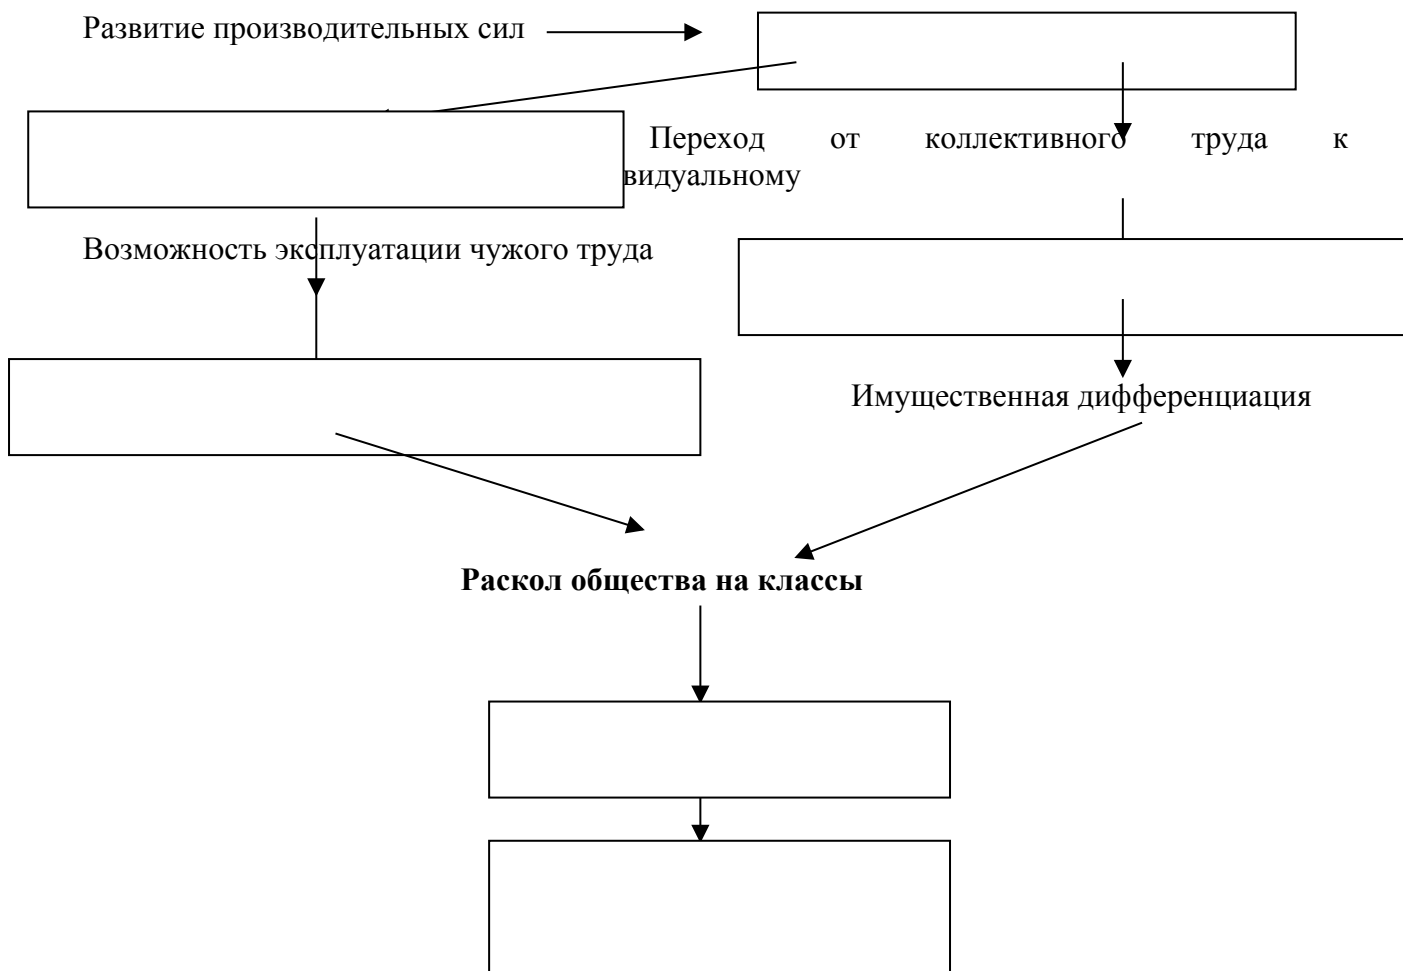 Развитие производительных сил
Переход от коллективного труда к
видуальному
Возможность эксплуатации чужого труда
Имущественная дифференциация
Раскол общества на классы